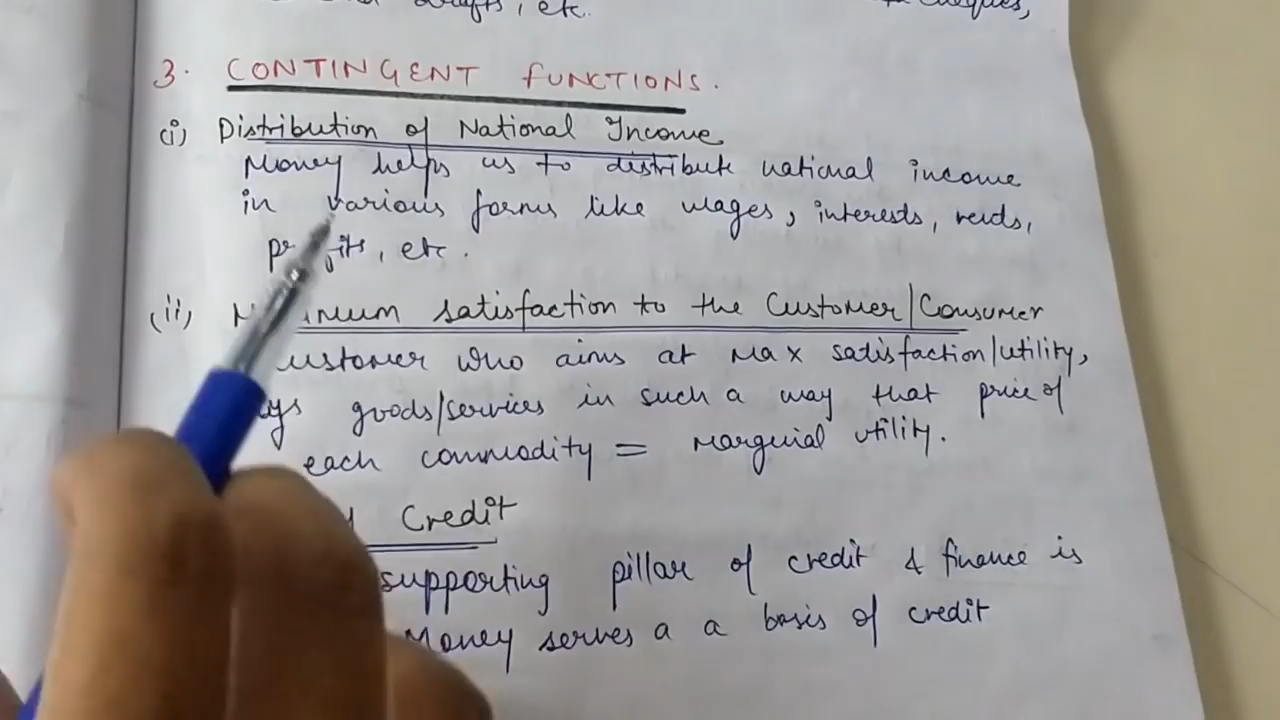 etc.
3. CONTINGENT FUNCTIONS.
(i) Distribution of National Income
Money helps us to distribute national income
in various forms like wages, interests, rents,
etc.
(ii) satisfaction to the Customer/Consumer
who aims at Max satisfaction/utility,
goods/services in such a way that price of
each commodity = marginal utility.
Credit
supporting pillar of credit & finance is
Money serves a a basis of credit